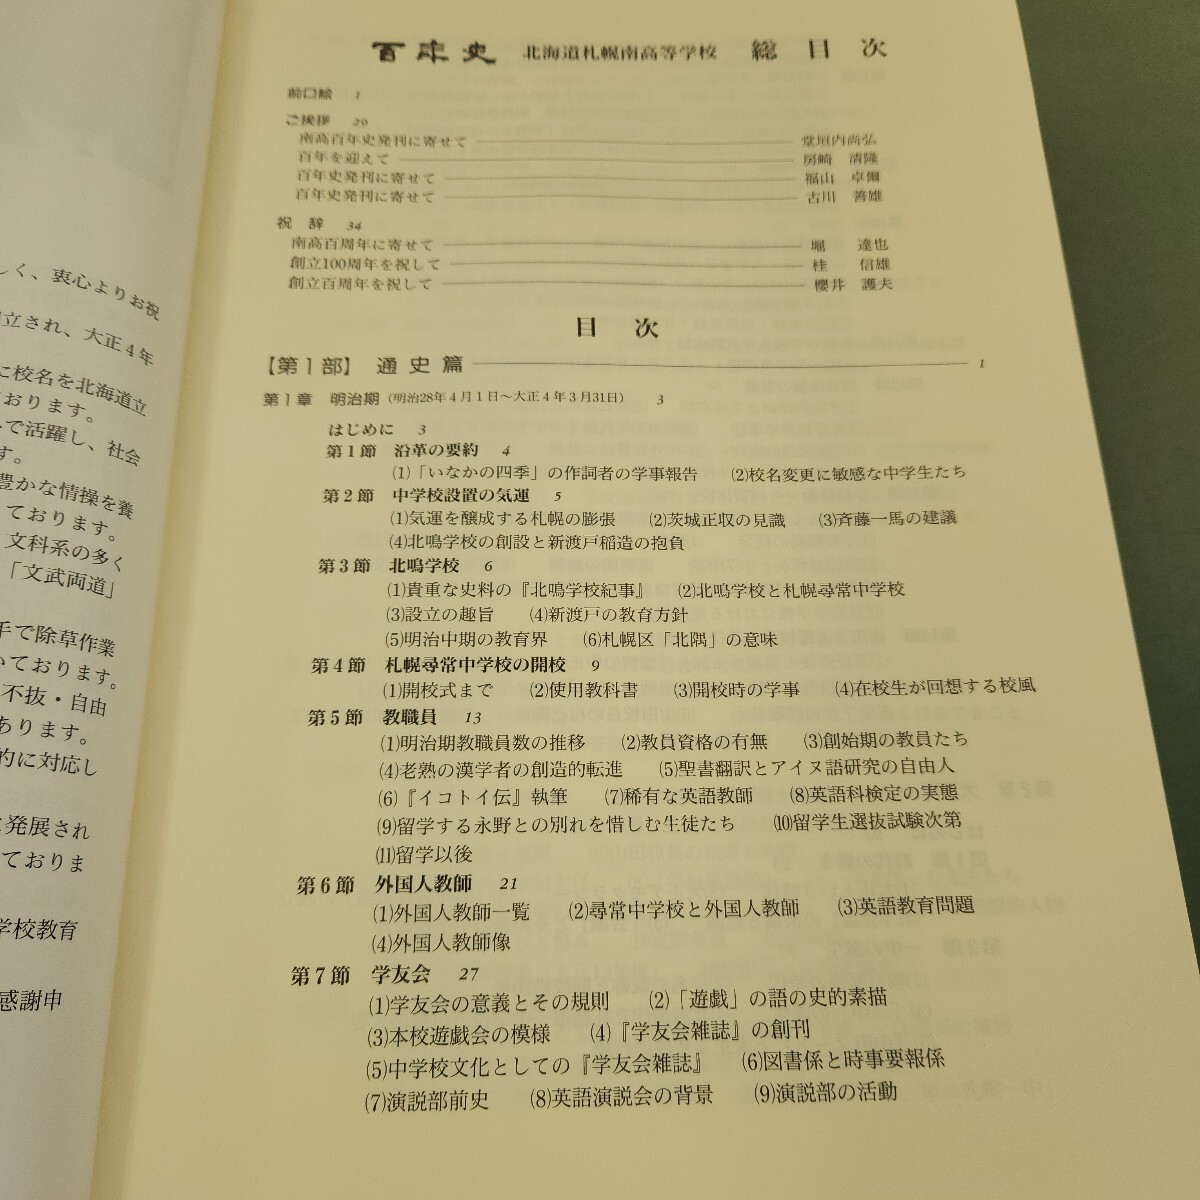 百年史 北海道札幌南高等学校 総目次
ご挨拶 20
南高百年史発刊に寄せて 堂垣内尚弘
百年を迎えて 房崎 清隆
百年史発刊に寄せて 福山 卓爾
百年史発刊に寄せて 古川 善雄
祝辞 34
南高百周年に寄せて 堀 達也
創立100周年を祝して 桂 信雄
創立百周年を祝して 櫻井 護夫
目次
【第1部】 通史篇 1
第1章 明治期（明治28年4月1日～大正4年3月31日） 3
はじめに 3
第1節 沿革の要約 4
⑴「いなかの四季」の作詞者の学事報告 ⑵校名変更に敏感な中学生たち
第2節 中学校設置の気運 5
⑴気運を醸成する札幌の膨張 ⑵茨城正収の見識 ⑶斉藤一馬の建議
⑷北鳴学校の創設と新渡戸稲造の抱負
第3節 北鳴学校 6
⑴貴重な史料の『北鳴学校紀事』 ⑵北鳴学校と札幌尋常中学校
⑶設立の趣旨 ⑷新渡戸の教育方針
⑸明治中期の教育界 ⑹札幌区「北隅」の意味
第4節 札幌尋常中学校の開校 9
⑴開校式まで ⑵使用教科書 ⑶開校時の学事 ⑷在校生が回想する校風
第5節 教職員 13
⑴明治期教職員数の推移 ⑵教員資格の有無 ⑶創始期の教員たち
⑷老熟の漢学者の創造的転進 ⑸聖書翻訳とアイヌ語研究の自由人
⑹『イコトイ伝』執筆 ⑺稀有な英語教師 ⑻英語科検定の実態
⑼留学する永野との別れを惜しむ生徒たち ⑽留学生選抜試験次第
⑾留学以後
第6節 外国人教師 21
⑴外国人教師一覧 ⑵尋常中学校と外国人教師 ⑶英語教育問題
⑷外国人教師像
第7節 学友会 27
⑴学友会の意義とその規則 ⑵「遊戯」の語の史的素描
⑶本校遊戯会の模様 ⑷『学友会雑誌』の創刊
⑸中学校文化としての『学友会雑誌』 ⑹図書係と時事要報係
⑺演説部前史 ⑻英語演説会の背景 ⑼演説部の活動
しく、衷心よりお祝
立され、大正4年
に校名を北海道立
おります。
で活躍し、社会
す。
豊かな情操を養
ております。
文科系の多く
「文武両道」
手で除草作業
いております。
不抜・自由
あります。
的に対応し
発展され
ておりま
学校教育
感謝申